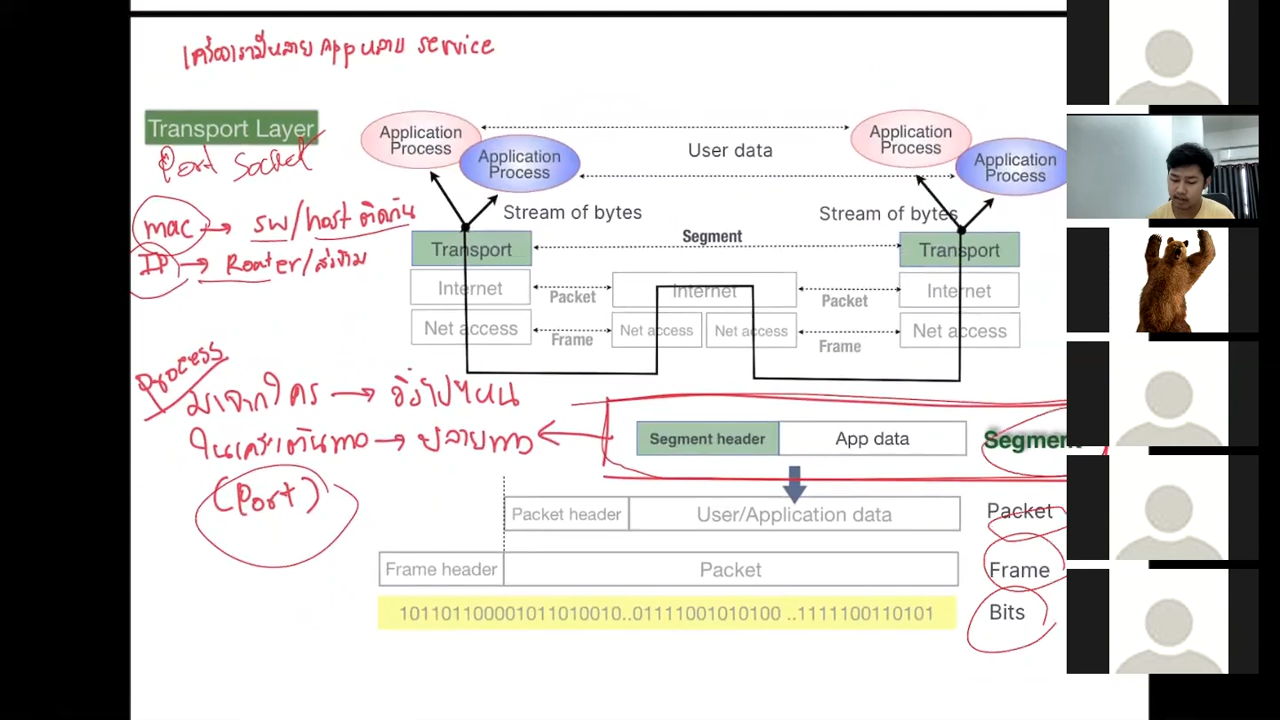 เครื่องเรามีหลาย App หลาย service
Transport Layer
Port Socket
mac → sw/host ติดกัน
IP → Router/ส่งข้าม
Application Process
Application Process
User data
Application Process
Application Process
Stream of bytes
Stream of bytes
Transport
Segment
Transport
Internet
Packet
Internet
Packet
Internet
Net access
Frame
Net access
Net access
Frame
Net access
Process
มาจากใคร → วิ่งไปไหน
ในเครื่องต้นทาง → ปลายทาง
(Port)
Segment header
App data
Segment
Packet header
User/Application data
Packet
Frame header
Packet
Frame
10110110000101101001 0..01111001010100 ..1111100110101
Bits